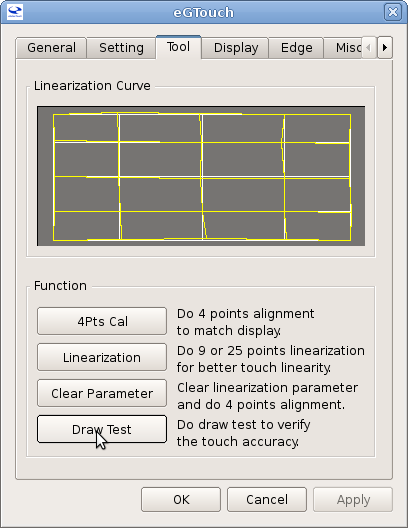 eGTouch
General Setting Tool Display Edge Misc
Linearization Curve
Function
4Pts Cal
Do 4 points alignment
to match display.
Linearization
Do 9 or 25 points linearization
for better touch linearity.
Clear Parameter
Clear linearization parameter
and do 4 points alignment.
Draw Test
Do draw test to verify
the touch accuracy.
OK Cancel Apply